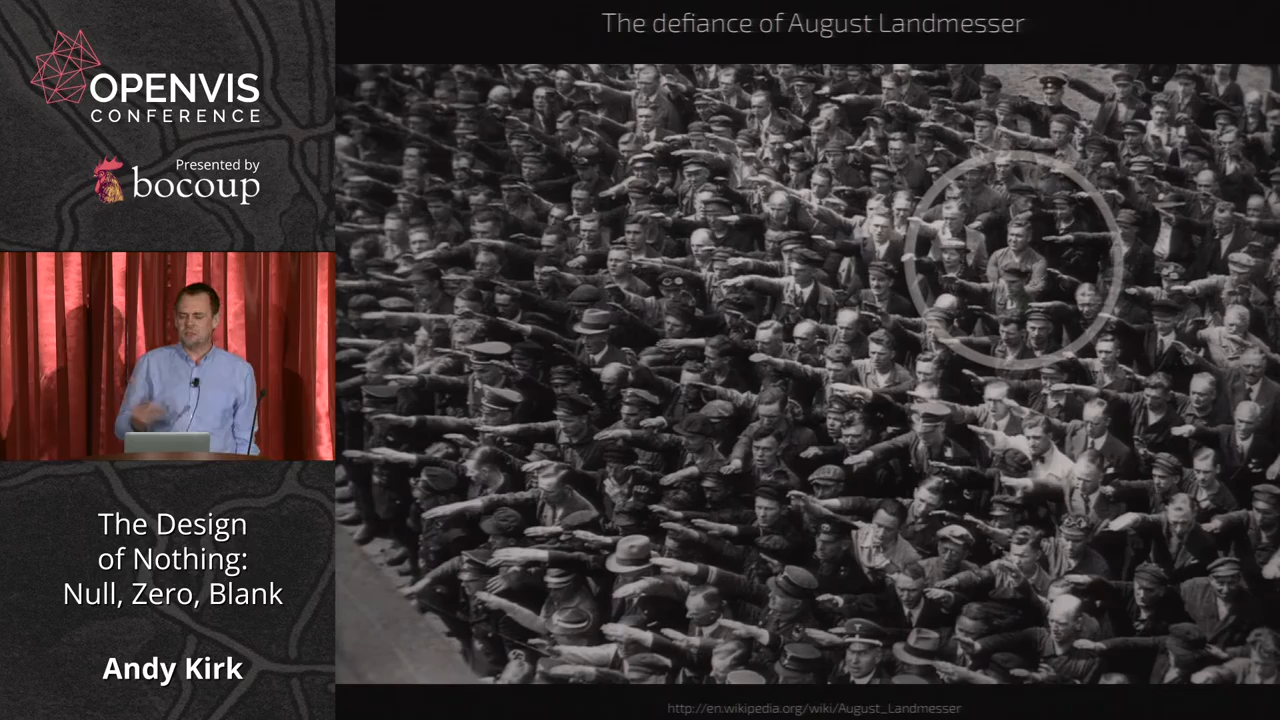 The defiance of August Landmesser
OPENVIS
CONFERENCE
Presented by
bocoup
The Design
of Nothing:
Null, Zero, Blank
Andy Kirk
http://en.wikipedia.org/wiki/August_Landmesser